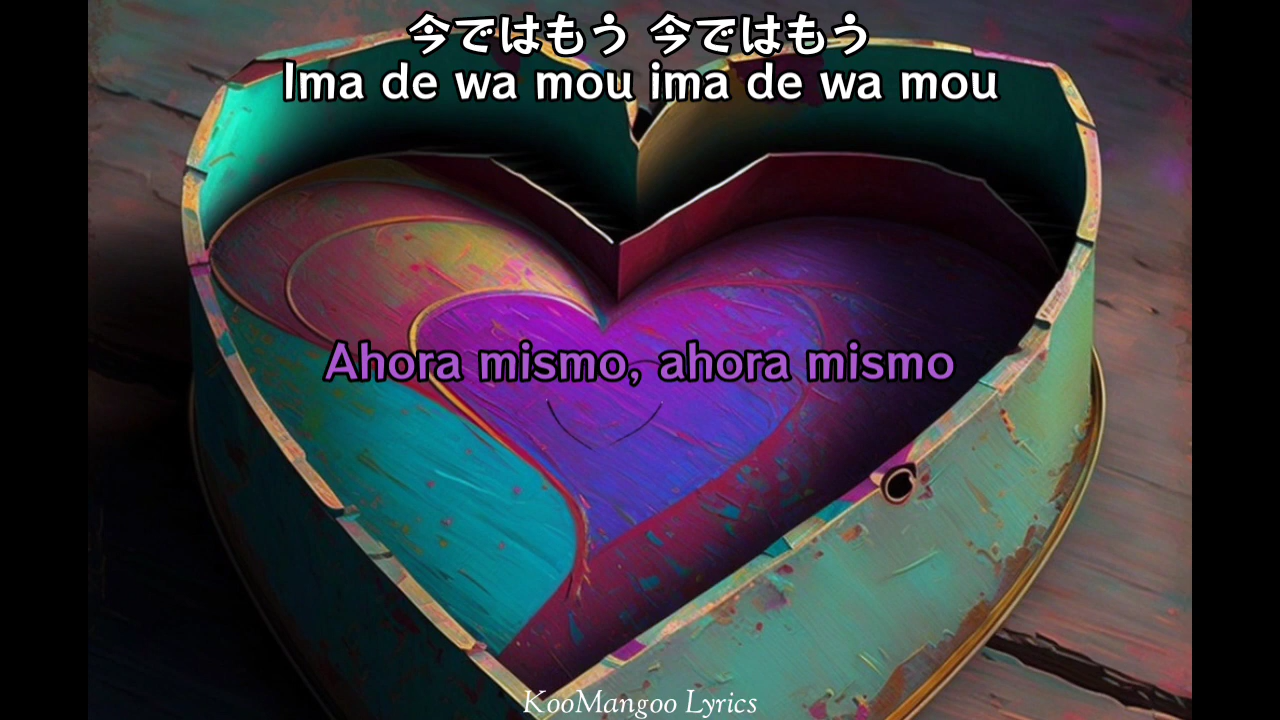 今ではもう 今ではもう
Ima de wa mou ima de wa mou
Ahora mismo, ahora mismo
KooMangoo Lyrics